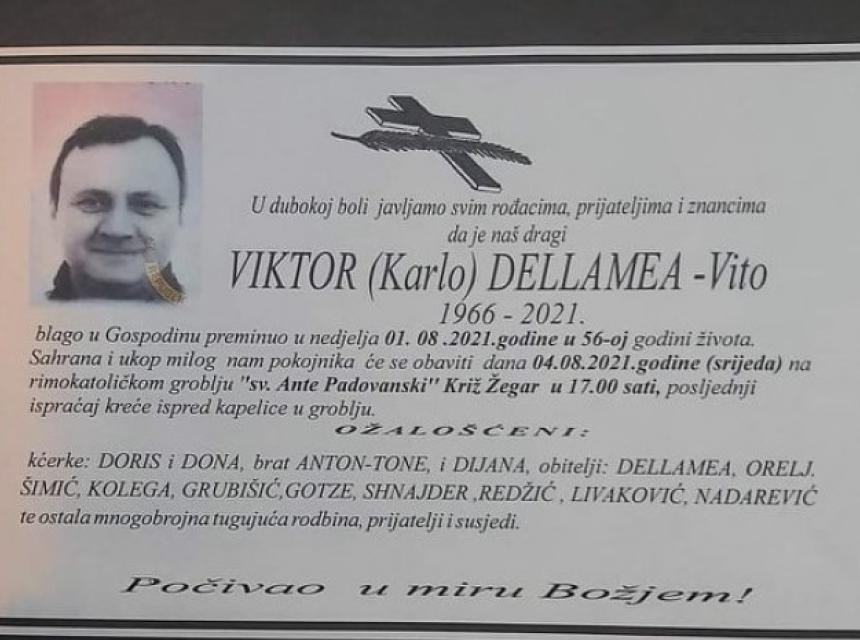 U dubokoj boli javljamo svim rođacima, prijateljima i znancima
da je naš dragi
VIKTOR (Karlo) DELLAMEA -Vito
1966 - 2021.
blago u Gospodinu preminuo u nedjelja 01. 08 .2021.godine u 56-oj godini života.
Sahrana i ukop milog nam pokojnika će se obaviti dana 04.08.2021.godine (srijeda) na
rimokatoličkom groblju "sv. Ante Padovanski" Križ Žegar u 17.00 sati, posljednji
ispraćaj kreće ispred kapelice u groblju.
OŽALOŠĆENI:
kćerke: DORIS i DONA, brat ANTON-TONE, i DIJANA, obitelji: DELLAMEA, ORELJ.
ŠIMIĆ, KOLEGA, GRUBIŠIĆ,GOTZE, SHNAJDER ,REDŽIĆ , LIVAKOVIĆ, NADAREVIĆ
te ostala mnogobrojna tugujuća rodbina, prijatelji i susjedi.
Počivao u miru Božjem!